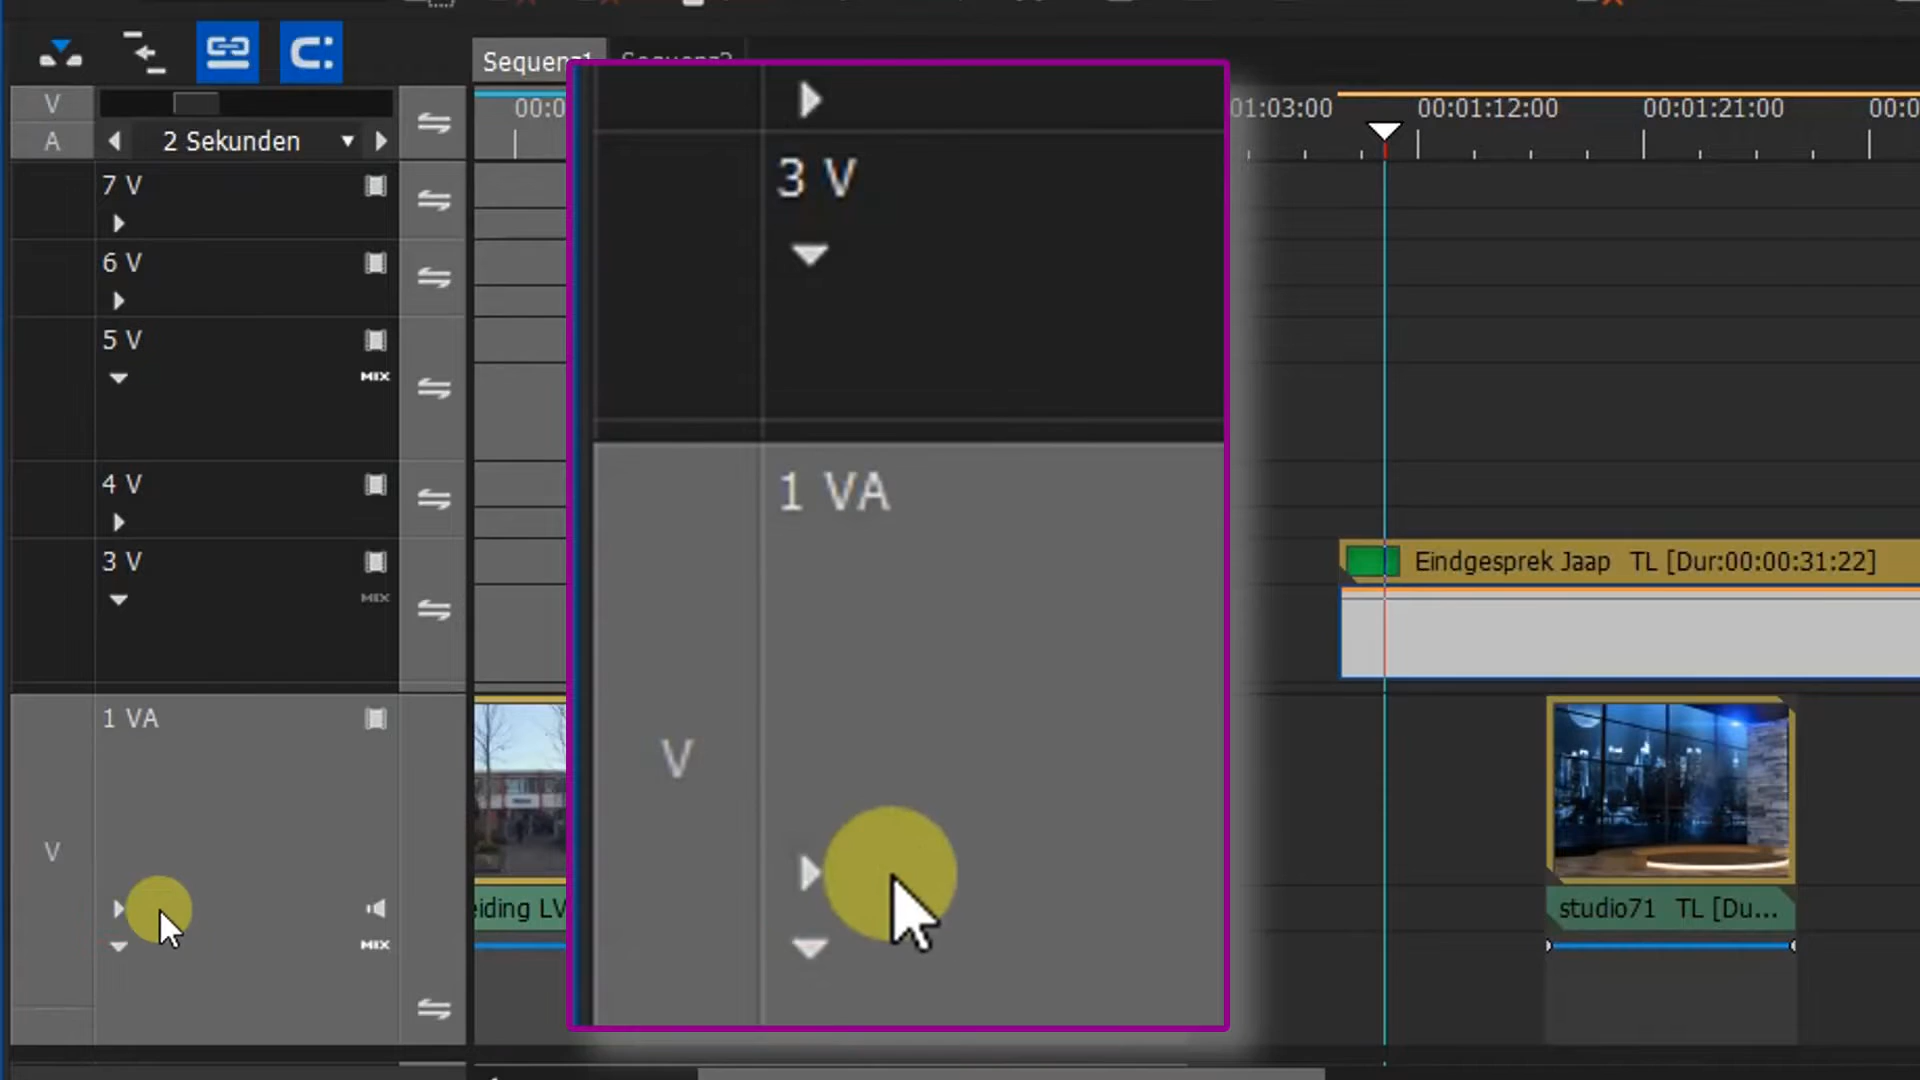 Sequenz1 Sequenz2
V
A
2 Sekunden
00:0
01:03:00 00:01:12:00 00:01:21:00 00:0
7 V
6 V
5 V
MIX
4 V
3 V
MIX
1 VA
V
MIX
3 V
1 VA
V
Eindgesprek Jaap TL [Dur:00:00:31:22]
eiding LV
studio71 TL [Du...